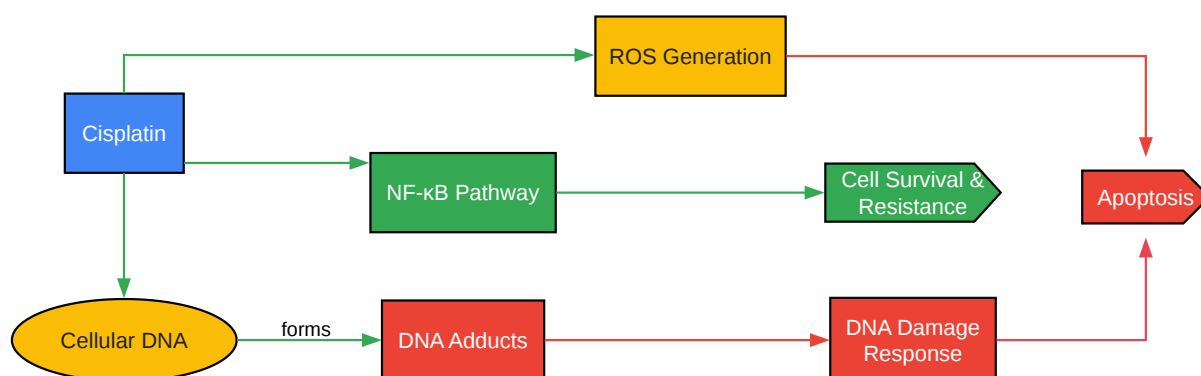 ROS Generation
Cisplatin
NF-κB Pathway
Cell Survival &
Resistance
Apoptosis
Cellular DNA
forms
DNA Adducts
DNA Damage
Response